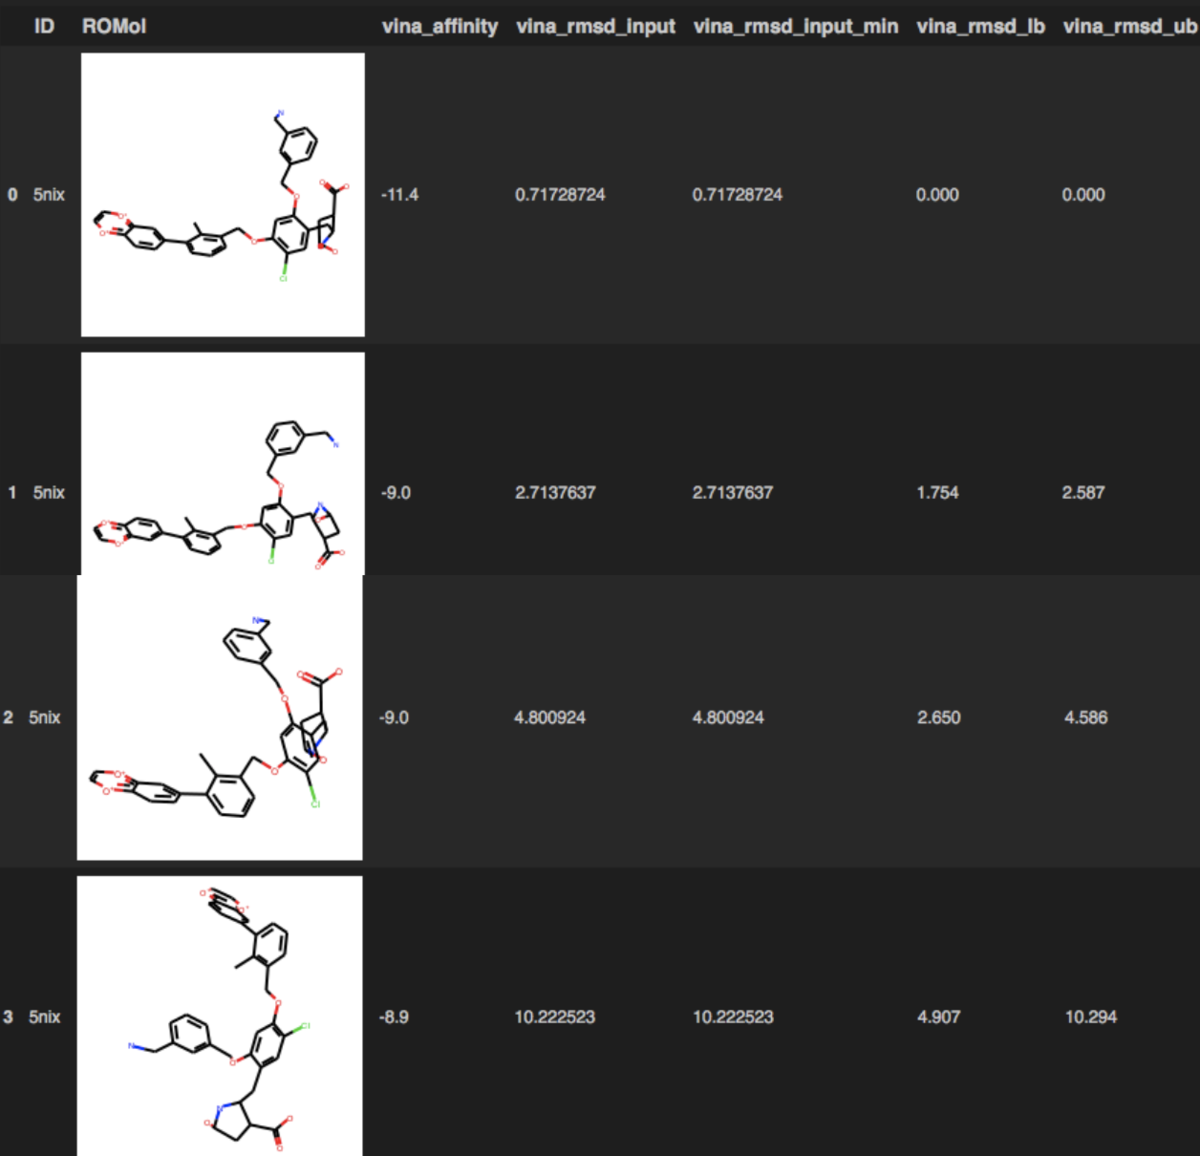 ID ROMol vina_affinity vina_rmsd_input vina_rmsd_input_min vina_rmsd_lb vina_rmsd_ub
N
O O
O+
O+ O O
Cl
0 5nix -11.4 0.71728724 0.71728724 0.000 0.000
N
O
N
O O
O Cl O
O
1 5nix -9.0 2.7137637 2.7137637 1.754 2.587
N
O O
O
O+ O O
O+
Cl
2 5nix -9.0 4.800924 4.800924 2.650 4.586
O O+
O
Cl
N
O
N
O O
O
3 5nix -8.9 10.222523 10.222523 4.907 10.294